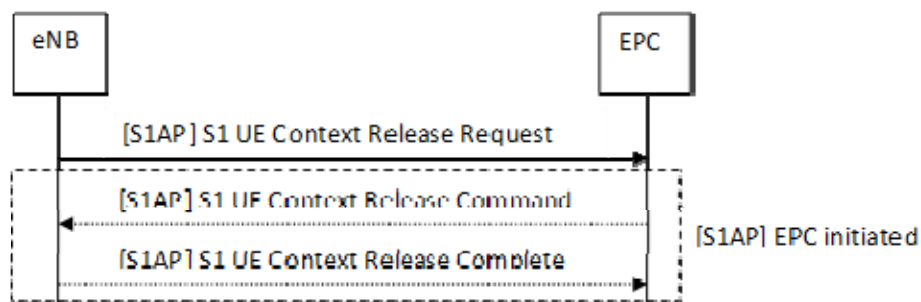 eNB
EPC
[S1AP] S1 UE Context Release Request
[S1AP] S1 UE Context Release Command
[S1AP] EPC initiated
[S1AP] S1 UE Context Release Complete